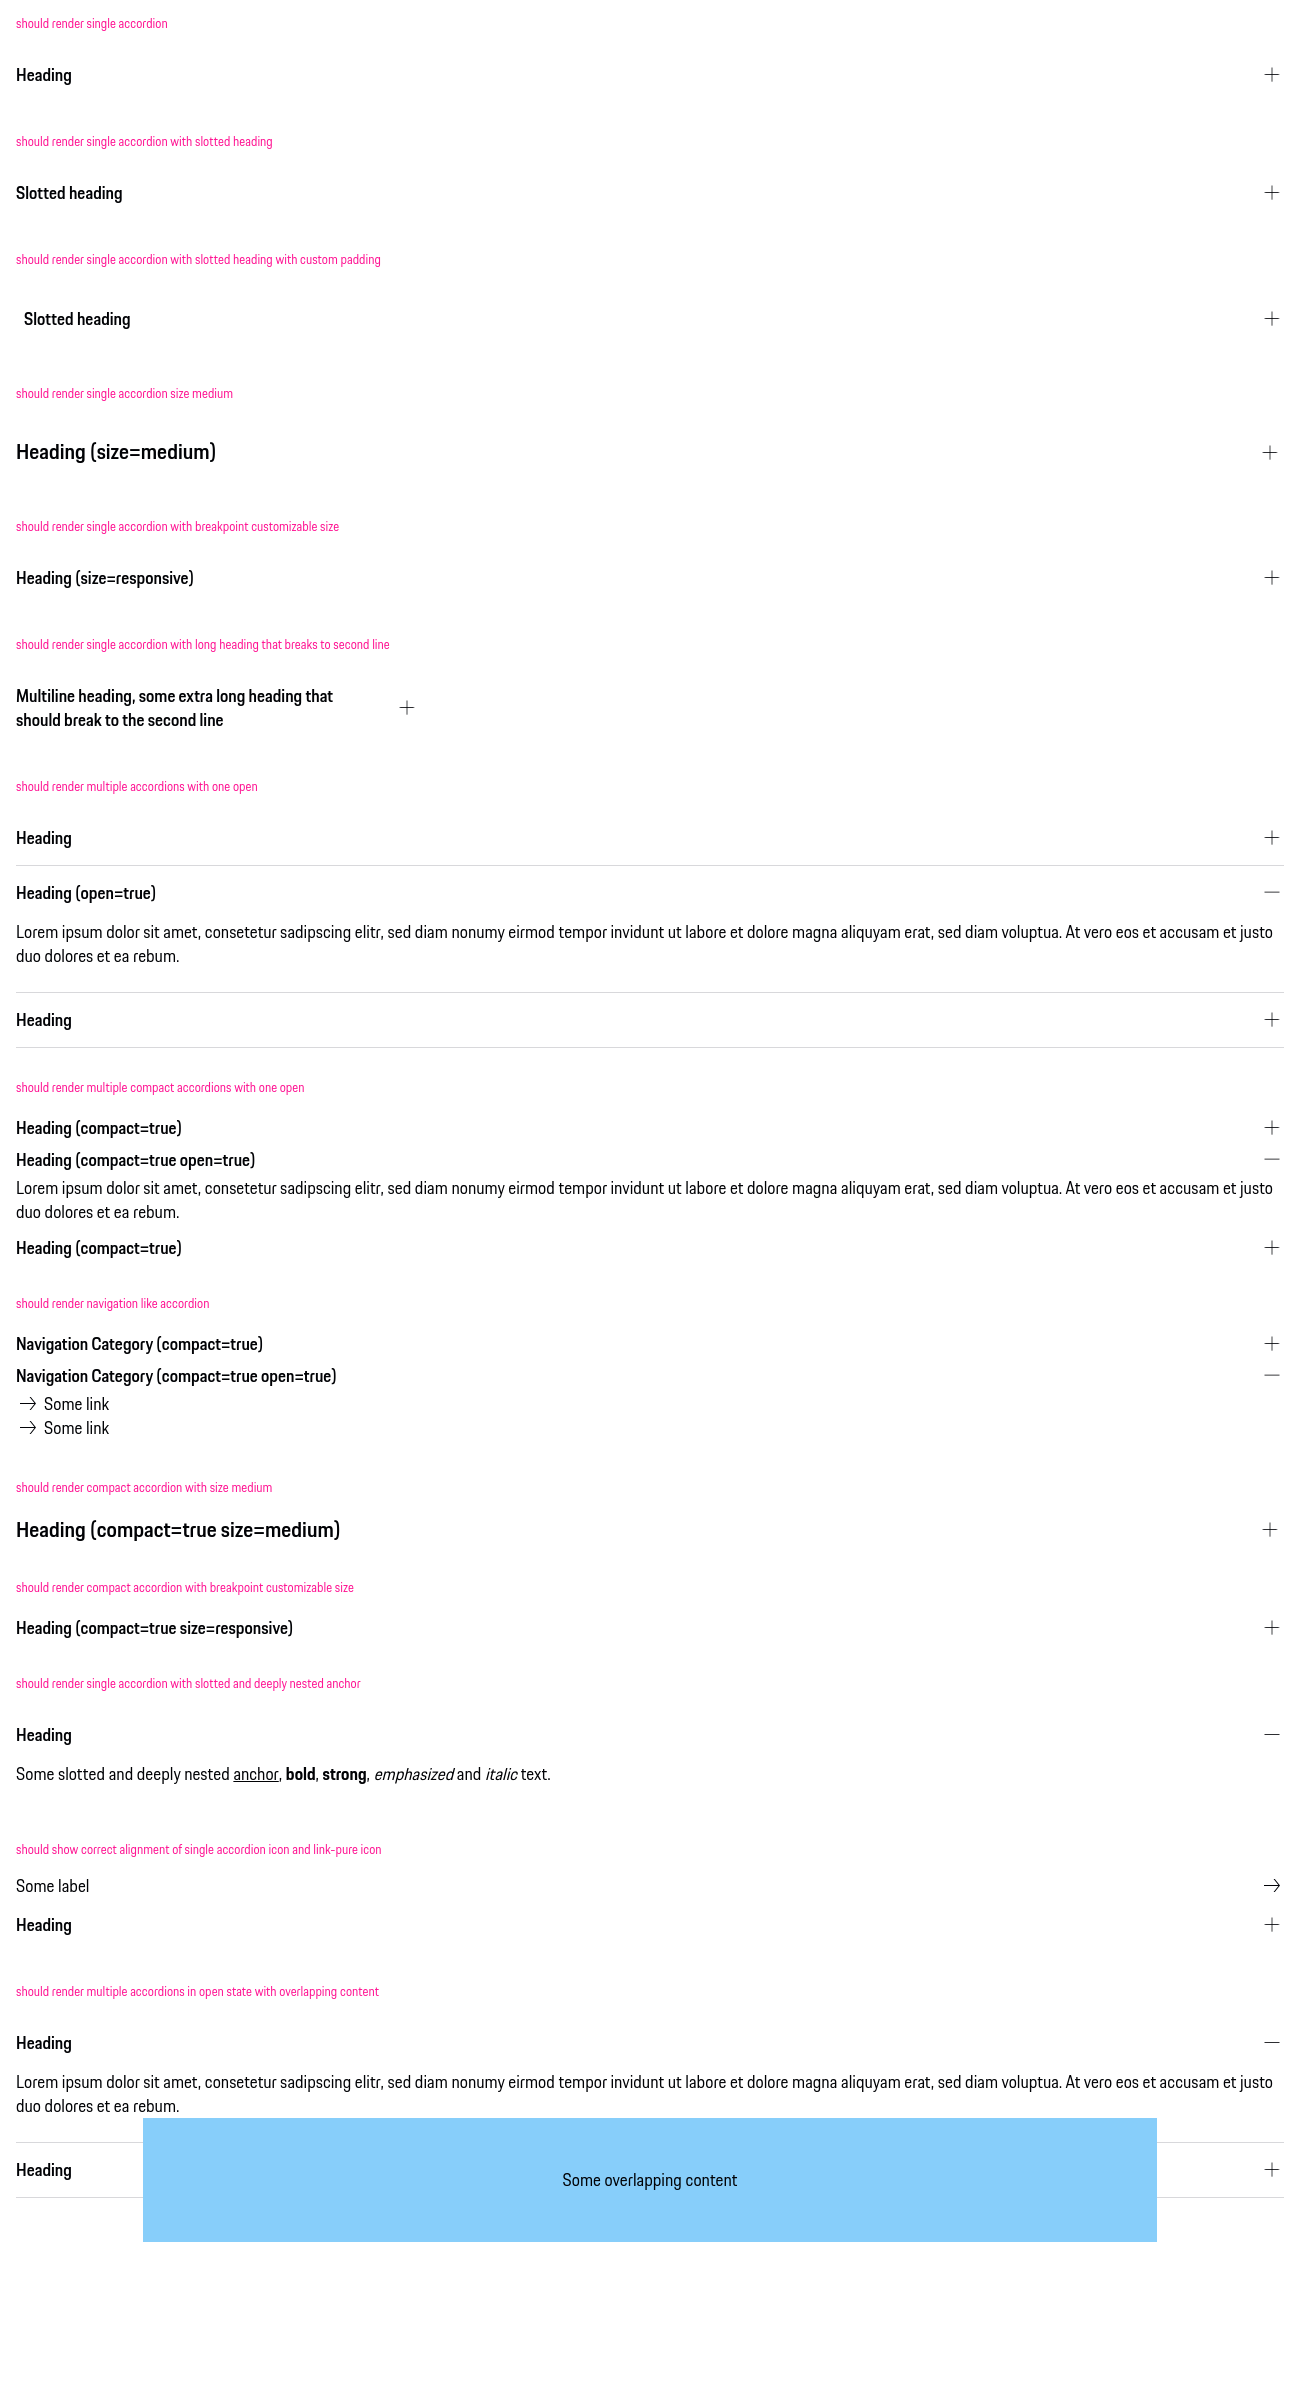 should render single accordion
Heading
should render single accordion with slotted heading
Slotted heading
should render single accordion with slotted heading with custom padding
Slotted heading
should render single accordion size medium
Heading (size=medium)
should render single accordion with breakpoint customizable size
Heading (size=responsive)
should render single accordion with long heading that breaks to second line
Multiline heading, some extra long heading that
should break to the second line
should render multiple accordions with one open
Heading
Heading (open=true)
Lorem ipsum dolor sit amet, consetetur sadipscing elitr, sed diam nonumy eirmod tempor invidunt ut labore et dolore magna aliquyam erat, sed diam voluptua. At vero eos et accusam et justo
duo dolores et ea rebum.
Heading
should render multiple compact accordions with one open
Heading (compact=true)
Heading (compact=true open=true)
Lorem ipsum dolor sit amet, consetetur sadipscing elitr, sed diam nonumy eirmod tempor invidunt ut labore et dolore magna aliquyam erat, sed diam voluptua. At vero eos et accusam et justo
duo dolores et ea rebum.
Heading (compact=true)
should render navigation like accordion
Navigation Category (compact=true)
Navigation Category (compact=true open=true)
Some link
Some link
should render compact accordion with size medium
Heading (compact=true size=medium)
should render compact accordion with breakpoint customizable size
Heading (compact=true size=responsive)
should render single accordion with slotted and deeply nested anchor
Heading
Some slotted and deeply nested anchor, bold, strong, emphasized and italic text.
should show correct alignment of single accordion icon and link-pure icon
Some label
Heading
should render multiple accordions in open state with overlapping content
Heading
Lorem ipsum dolor sit amet, consetetur sadipscing elitr, sed diam nonumy eirmod tempor invidunt ut labore et dolore magna aliquyam erat, sed diam voluptua. At vero eos et accusam et justo
duo dolores et ea rebum.
Heading
Some overlapping content